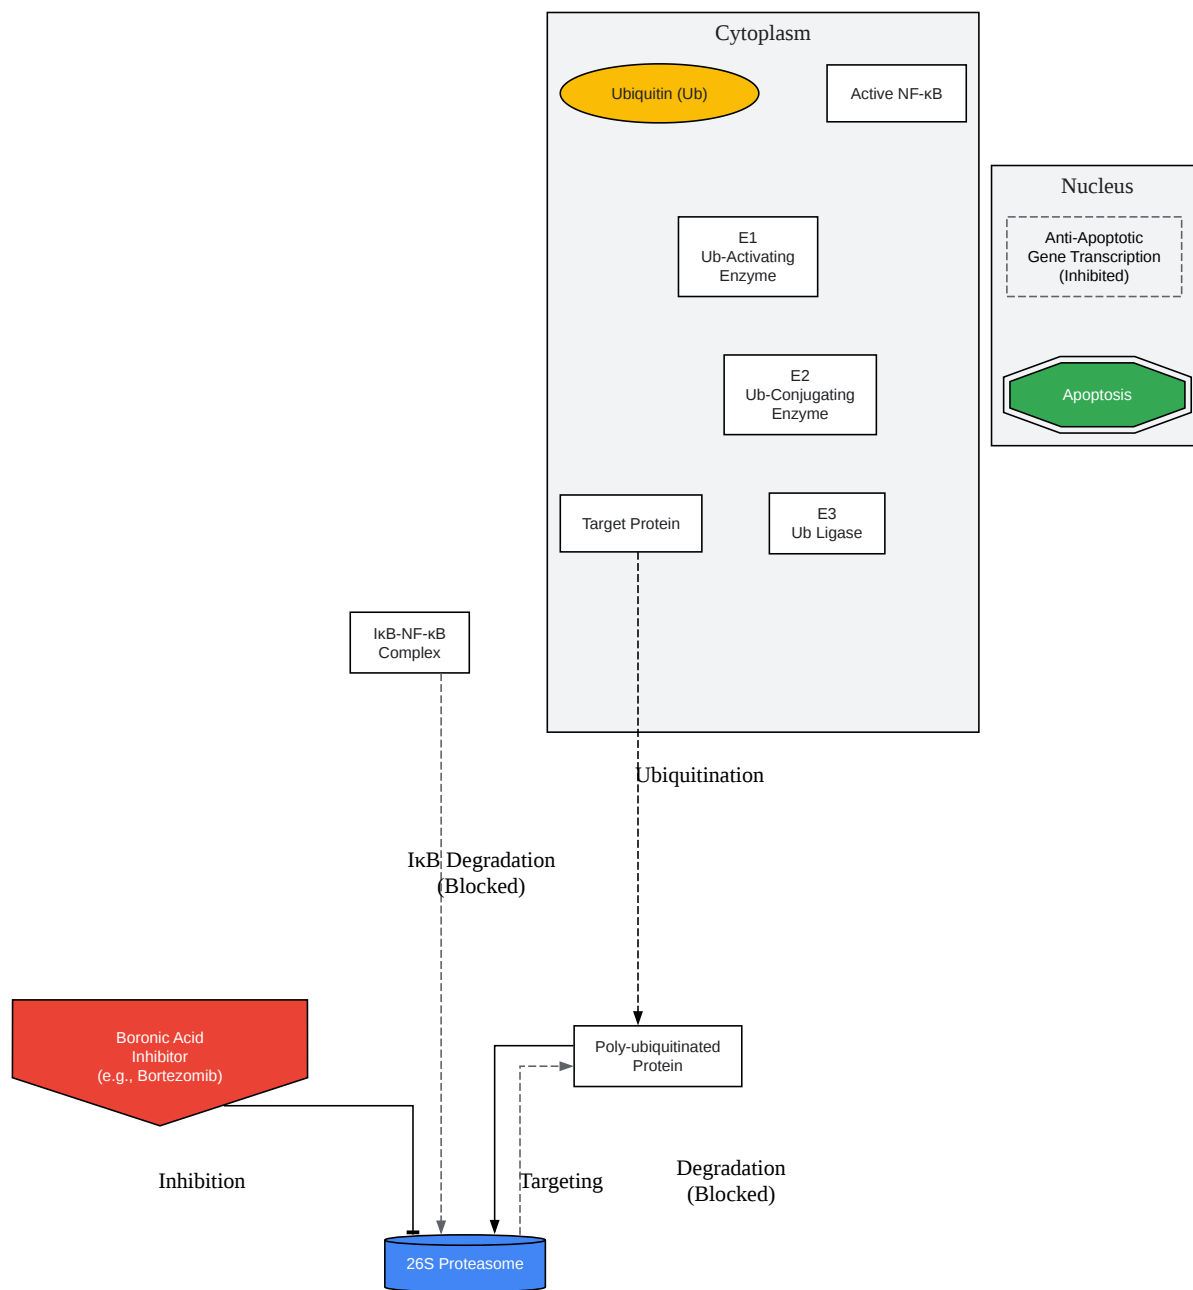 Cytoplasm
Ubiquitin (Ub)
Active NF-κB
Nucleus
Anti-Apoptotic
Gene Transcription
(Inhibited)
E1
Ub-Activating
Enzyme
E2
Ub-Conjugating
Enzyme
Apoptosis
Target Protein
E3
Ub Ligase
IκB-NF-κB
Complex
Ubiquitination
IκB Degradation
(Blocked)
Boronic Acid
Inhibitor
(e.g., Bortezomib)
Poly-ubiquitinated
Protein
Inhibition
Targeting
Degradation
(Blocked)
26S Proteasome